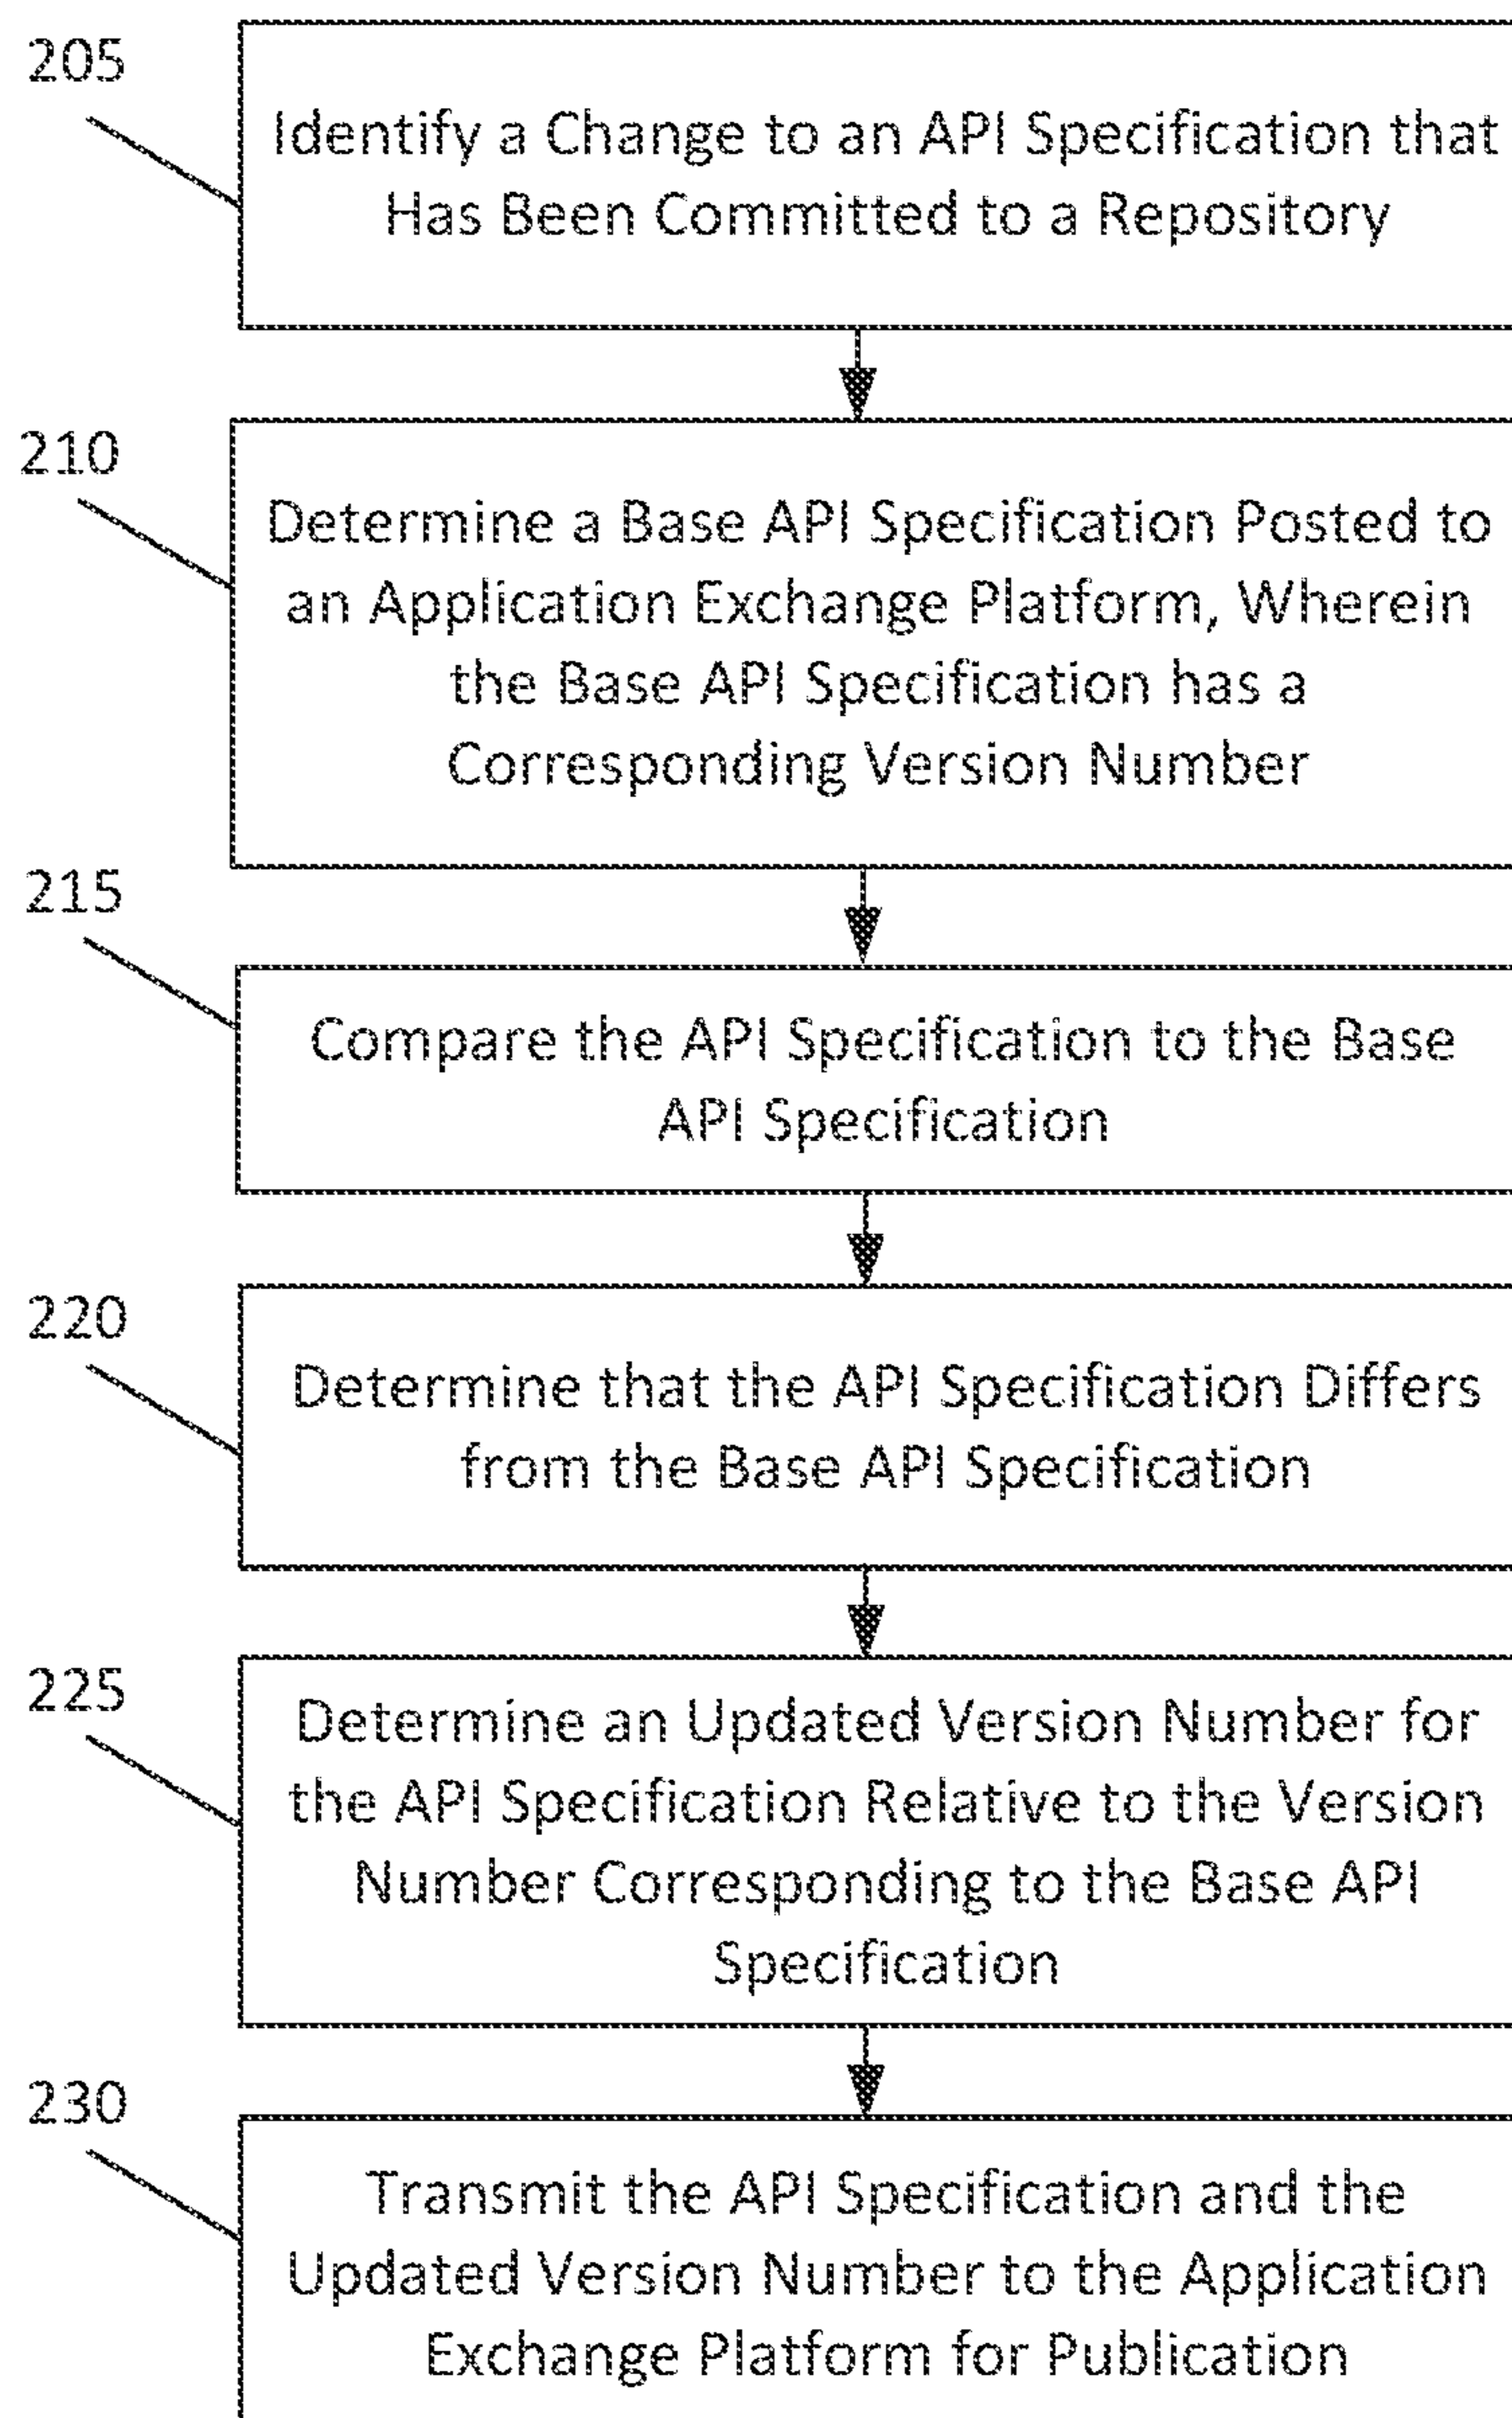 205
Identify a Change to an API Specification that
Has Been Committed to a Repository
210
Determine a Base API Specification Posted to
an Application Exchange Platform, Wherein
the Base API Specification has a
Corresponding Version Number
215
Compare the API Specification to the Base
API Specification
220
Determine that the API Specification Differs
from the Base API Specification
225
Determine an Updated Version Number for
the API Specification Relative to the Version
Number Corresponding to the Base API
Specification
230
Transmit the API Specification and the
Updated Version Number to the Application
Exchange Platform for Publication